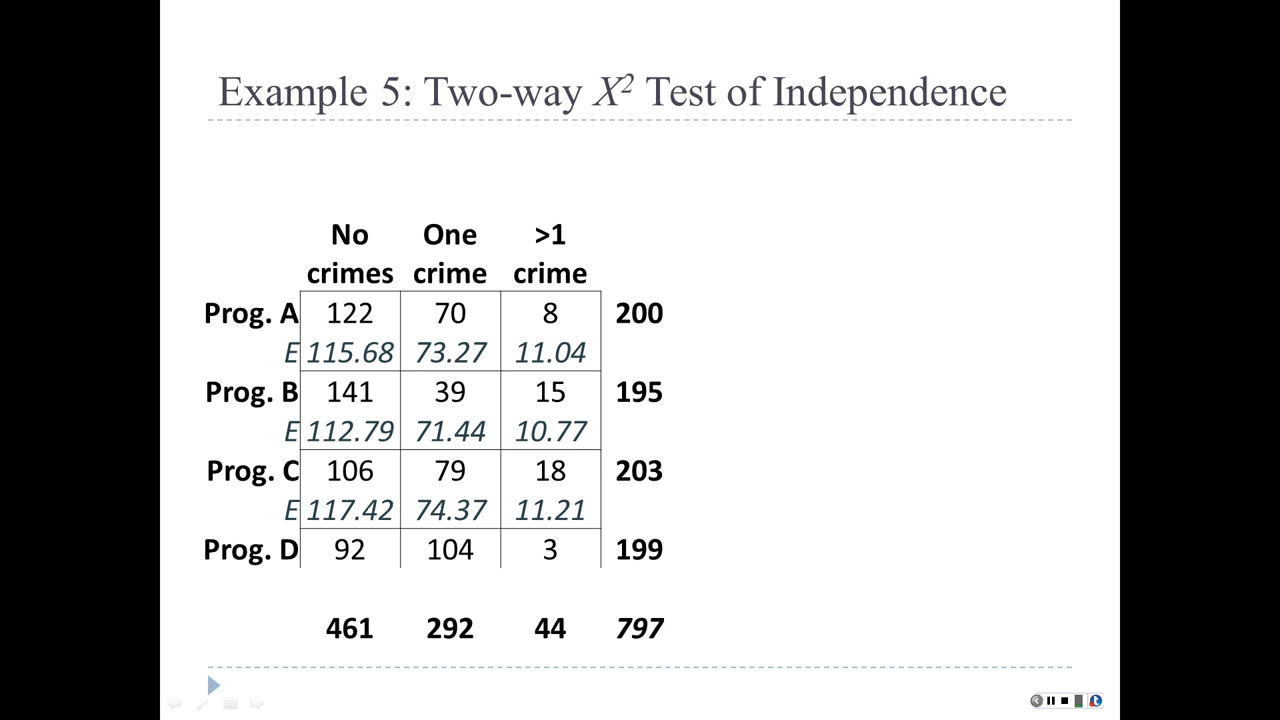 Example 5: Two-way X² Test of Independence
No One >1
crimes crime crime
Prog. A 122 70 8 200
E 115.68 73.27 11.04
Prog. B 141 39 15 195
E 112.79 71.44 10.77
Prog. C 106 79 18 203
E 117.42 74.37 11.21
Prog. D 92 104 3 199
461 292 44 797